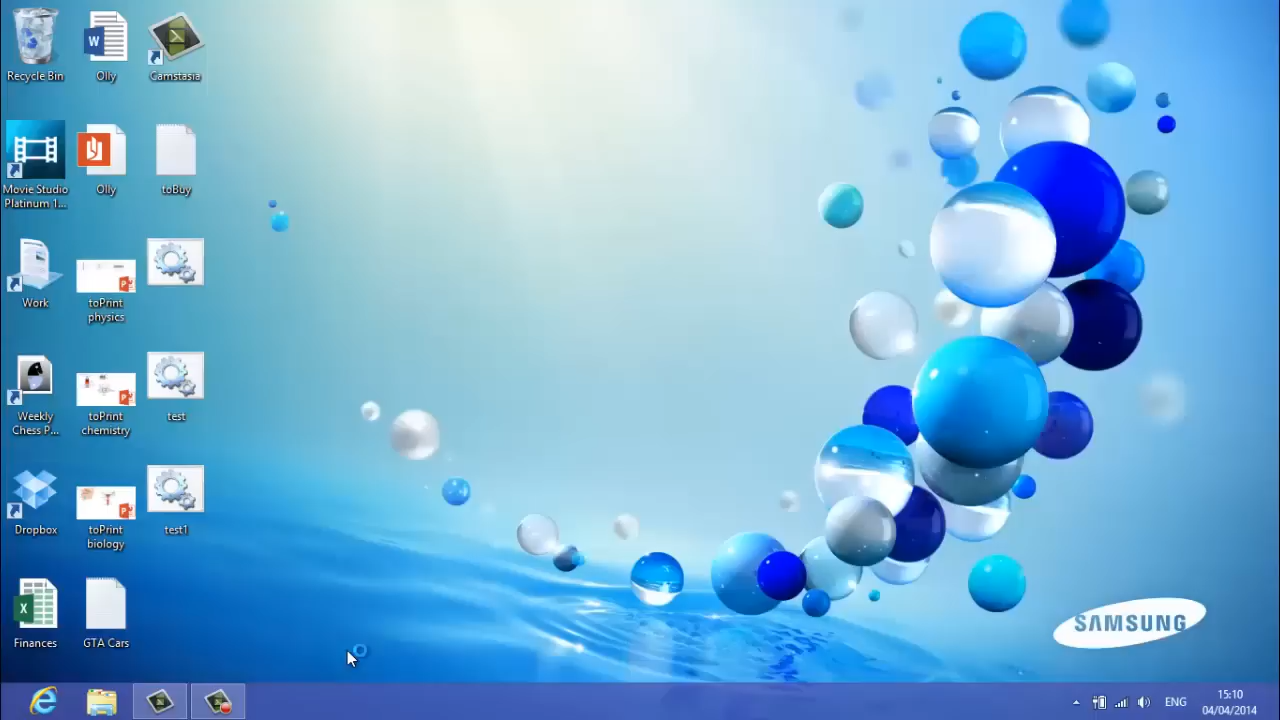 Recycle Bin
Olly
Camstasia
Movie Studio
Platinum 1...
Olly
toBuy
Work
toPrint
physics
Weekly
Chess P...
toPrint
chemistry
test
Dropbox
toPrint
biology
test1
Finances
GTA Cars
SAMSUNG
ENG
15:10
04/04/2014